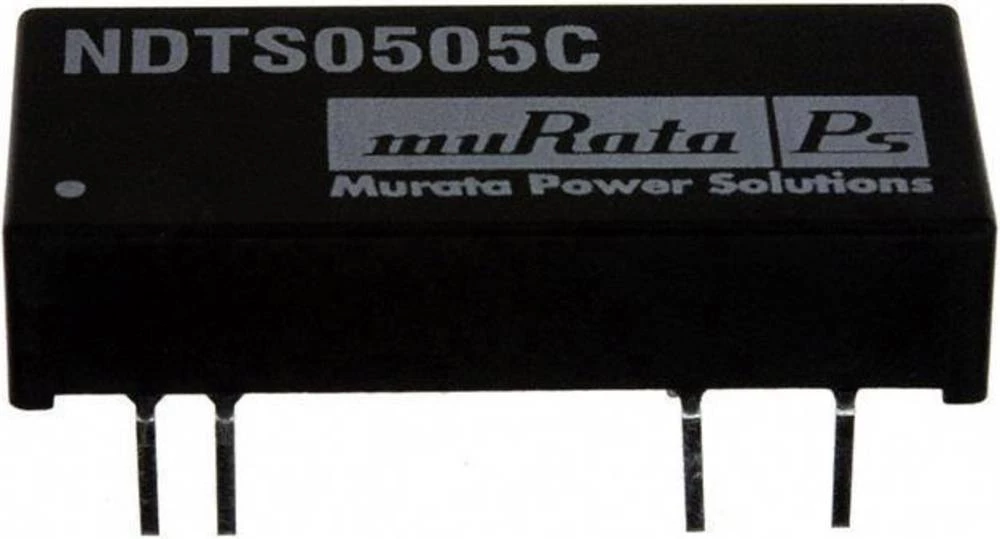 NDTS0505C
muRata Ps
Murata Power Solutions